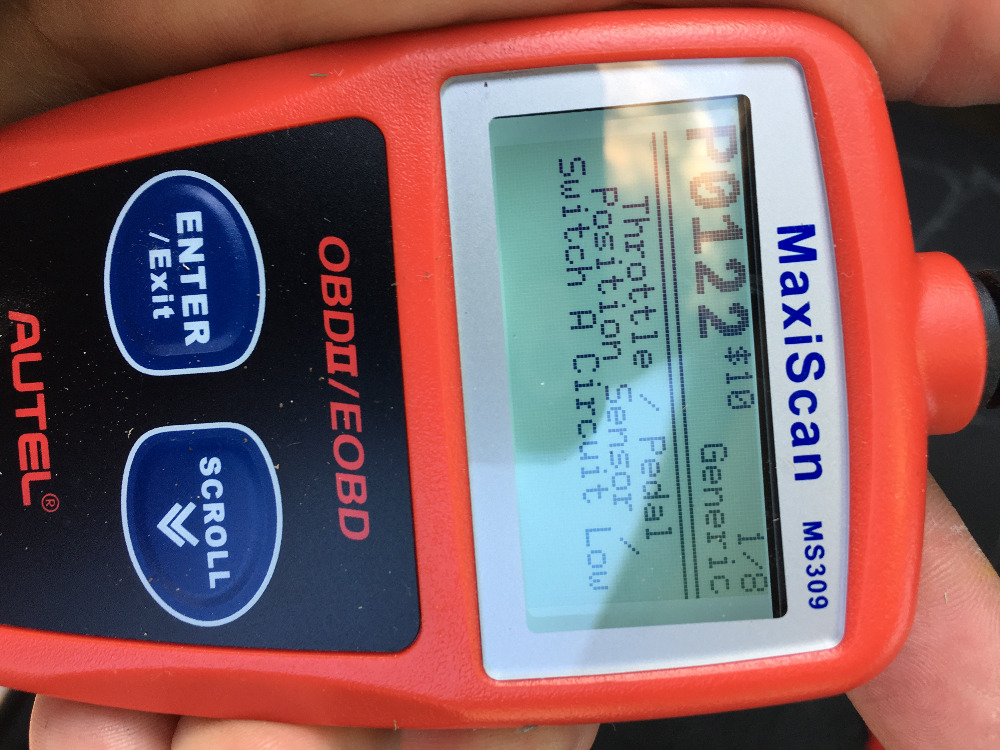 MaxiScan MS309
1/8
P0122 $10 Generic
Throttle / Pedal
Position Sensor /
Switch A Circuit Low
OBDII/EOBD
ENTER
/Exit
SCROLL
AUTEL®